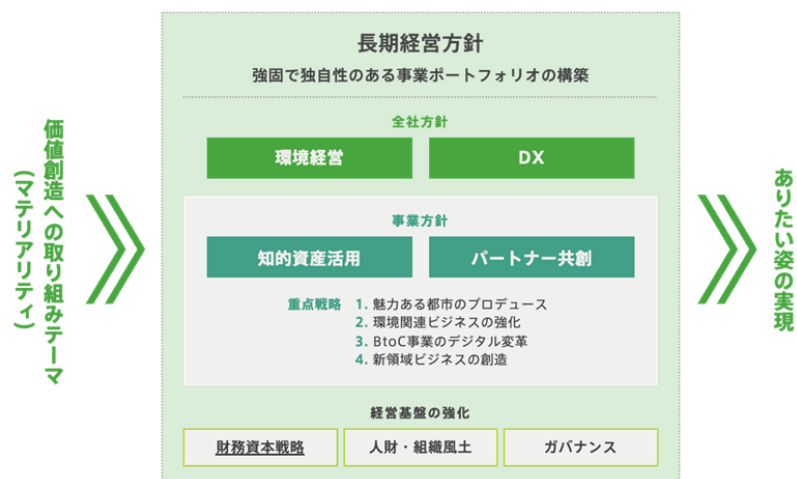 価値創造への取り組みテーマ
(マテリアリティ)
長期経営方針
強固で独自性のある事業ポートフォリオの構築
全社方針
環境経営
DX
事業方針
知的資産活用
パートナー共創
重点戦略
1. 魅力ある都市のプロデュース
2. 環境関連ビジネスの強化
3. BtoC事業のデジタル変革
4. 新領域ビジネスの創造
経営基盤の強化
財務資本戦略
人財・組織風土
ガバナンス
ありたい姿の実現